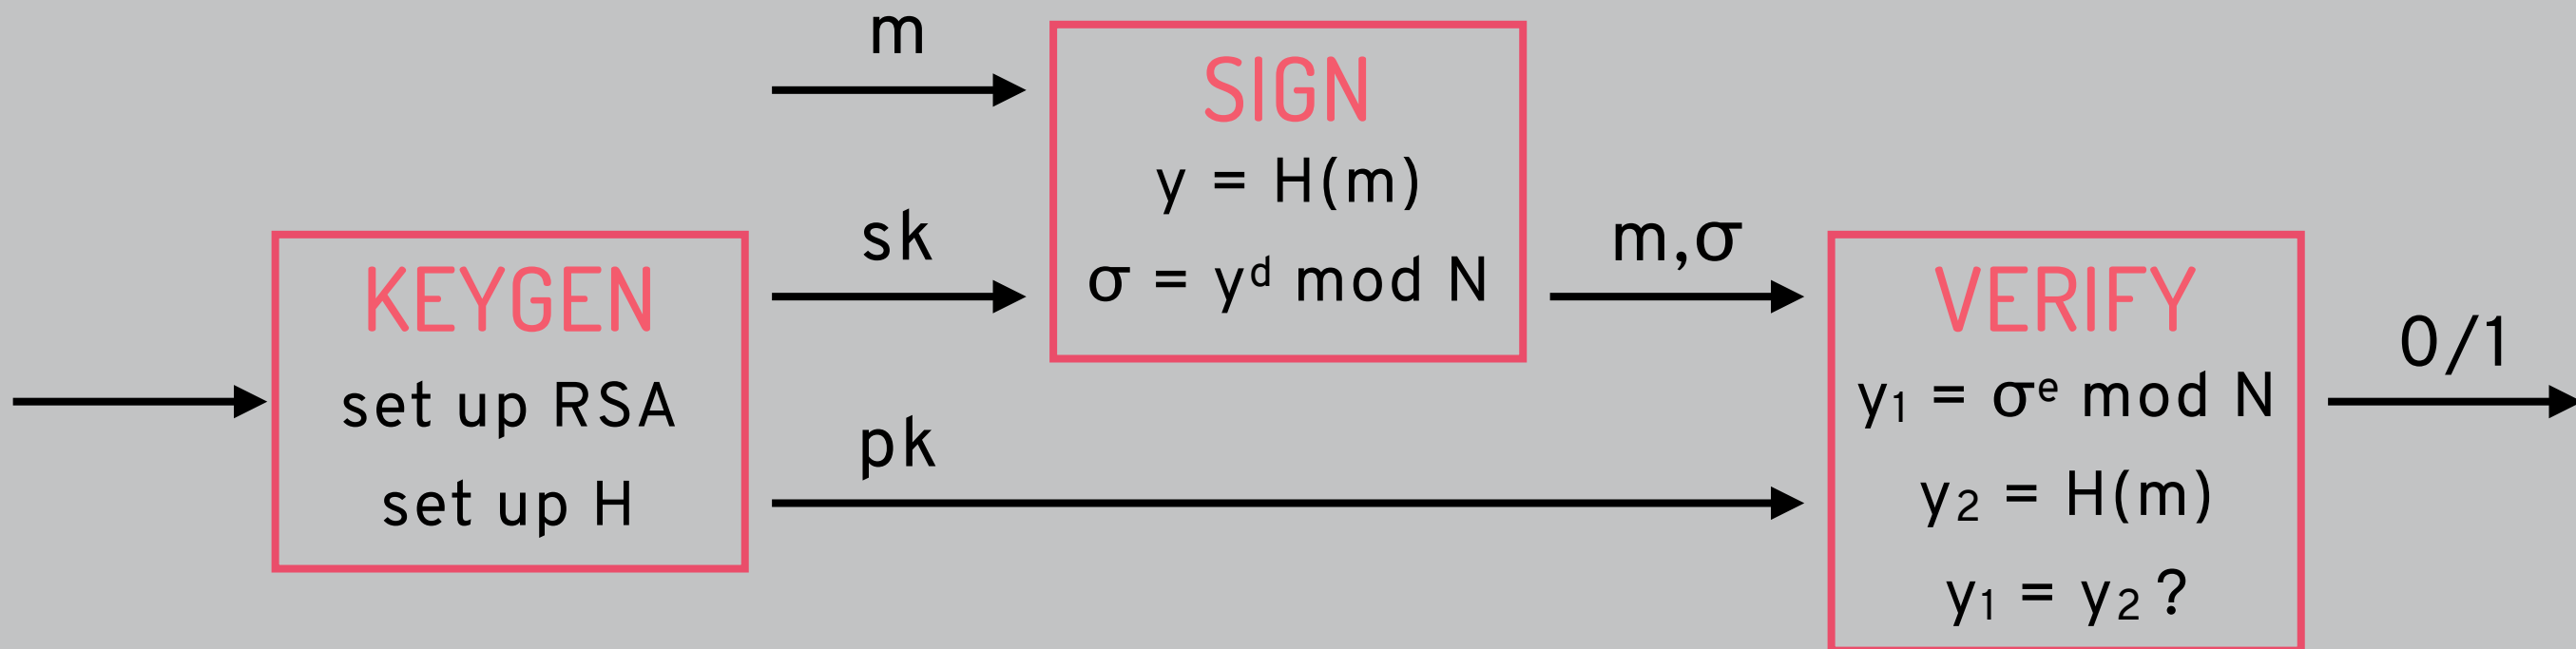 m
SIGN
y = H(m)
sk
σ = yᵈ mod N
m,σ
KEYGEN
set up RSA
set up H
pk
VERIFY
y₁ = σᵉ mod N
y₂ = H(m)
y₁ = y₂ ?
0/1